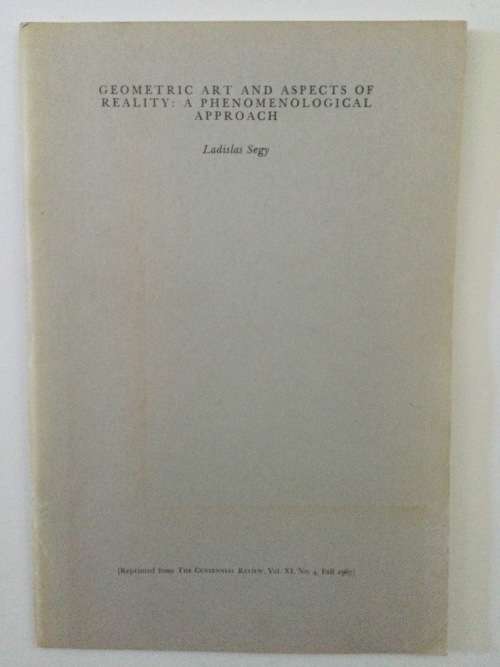 GEOMETRIC ART AND ASPECTS OF
REALITY: A PHENOMENOLOGICAL
APPROACH
Ladislas Segy
[Reprinted from THE CENTENNIAL REVIEW, Vol. XI, No. 4, Fall 1967]